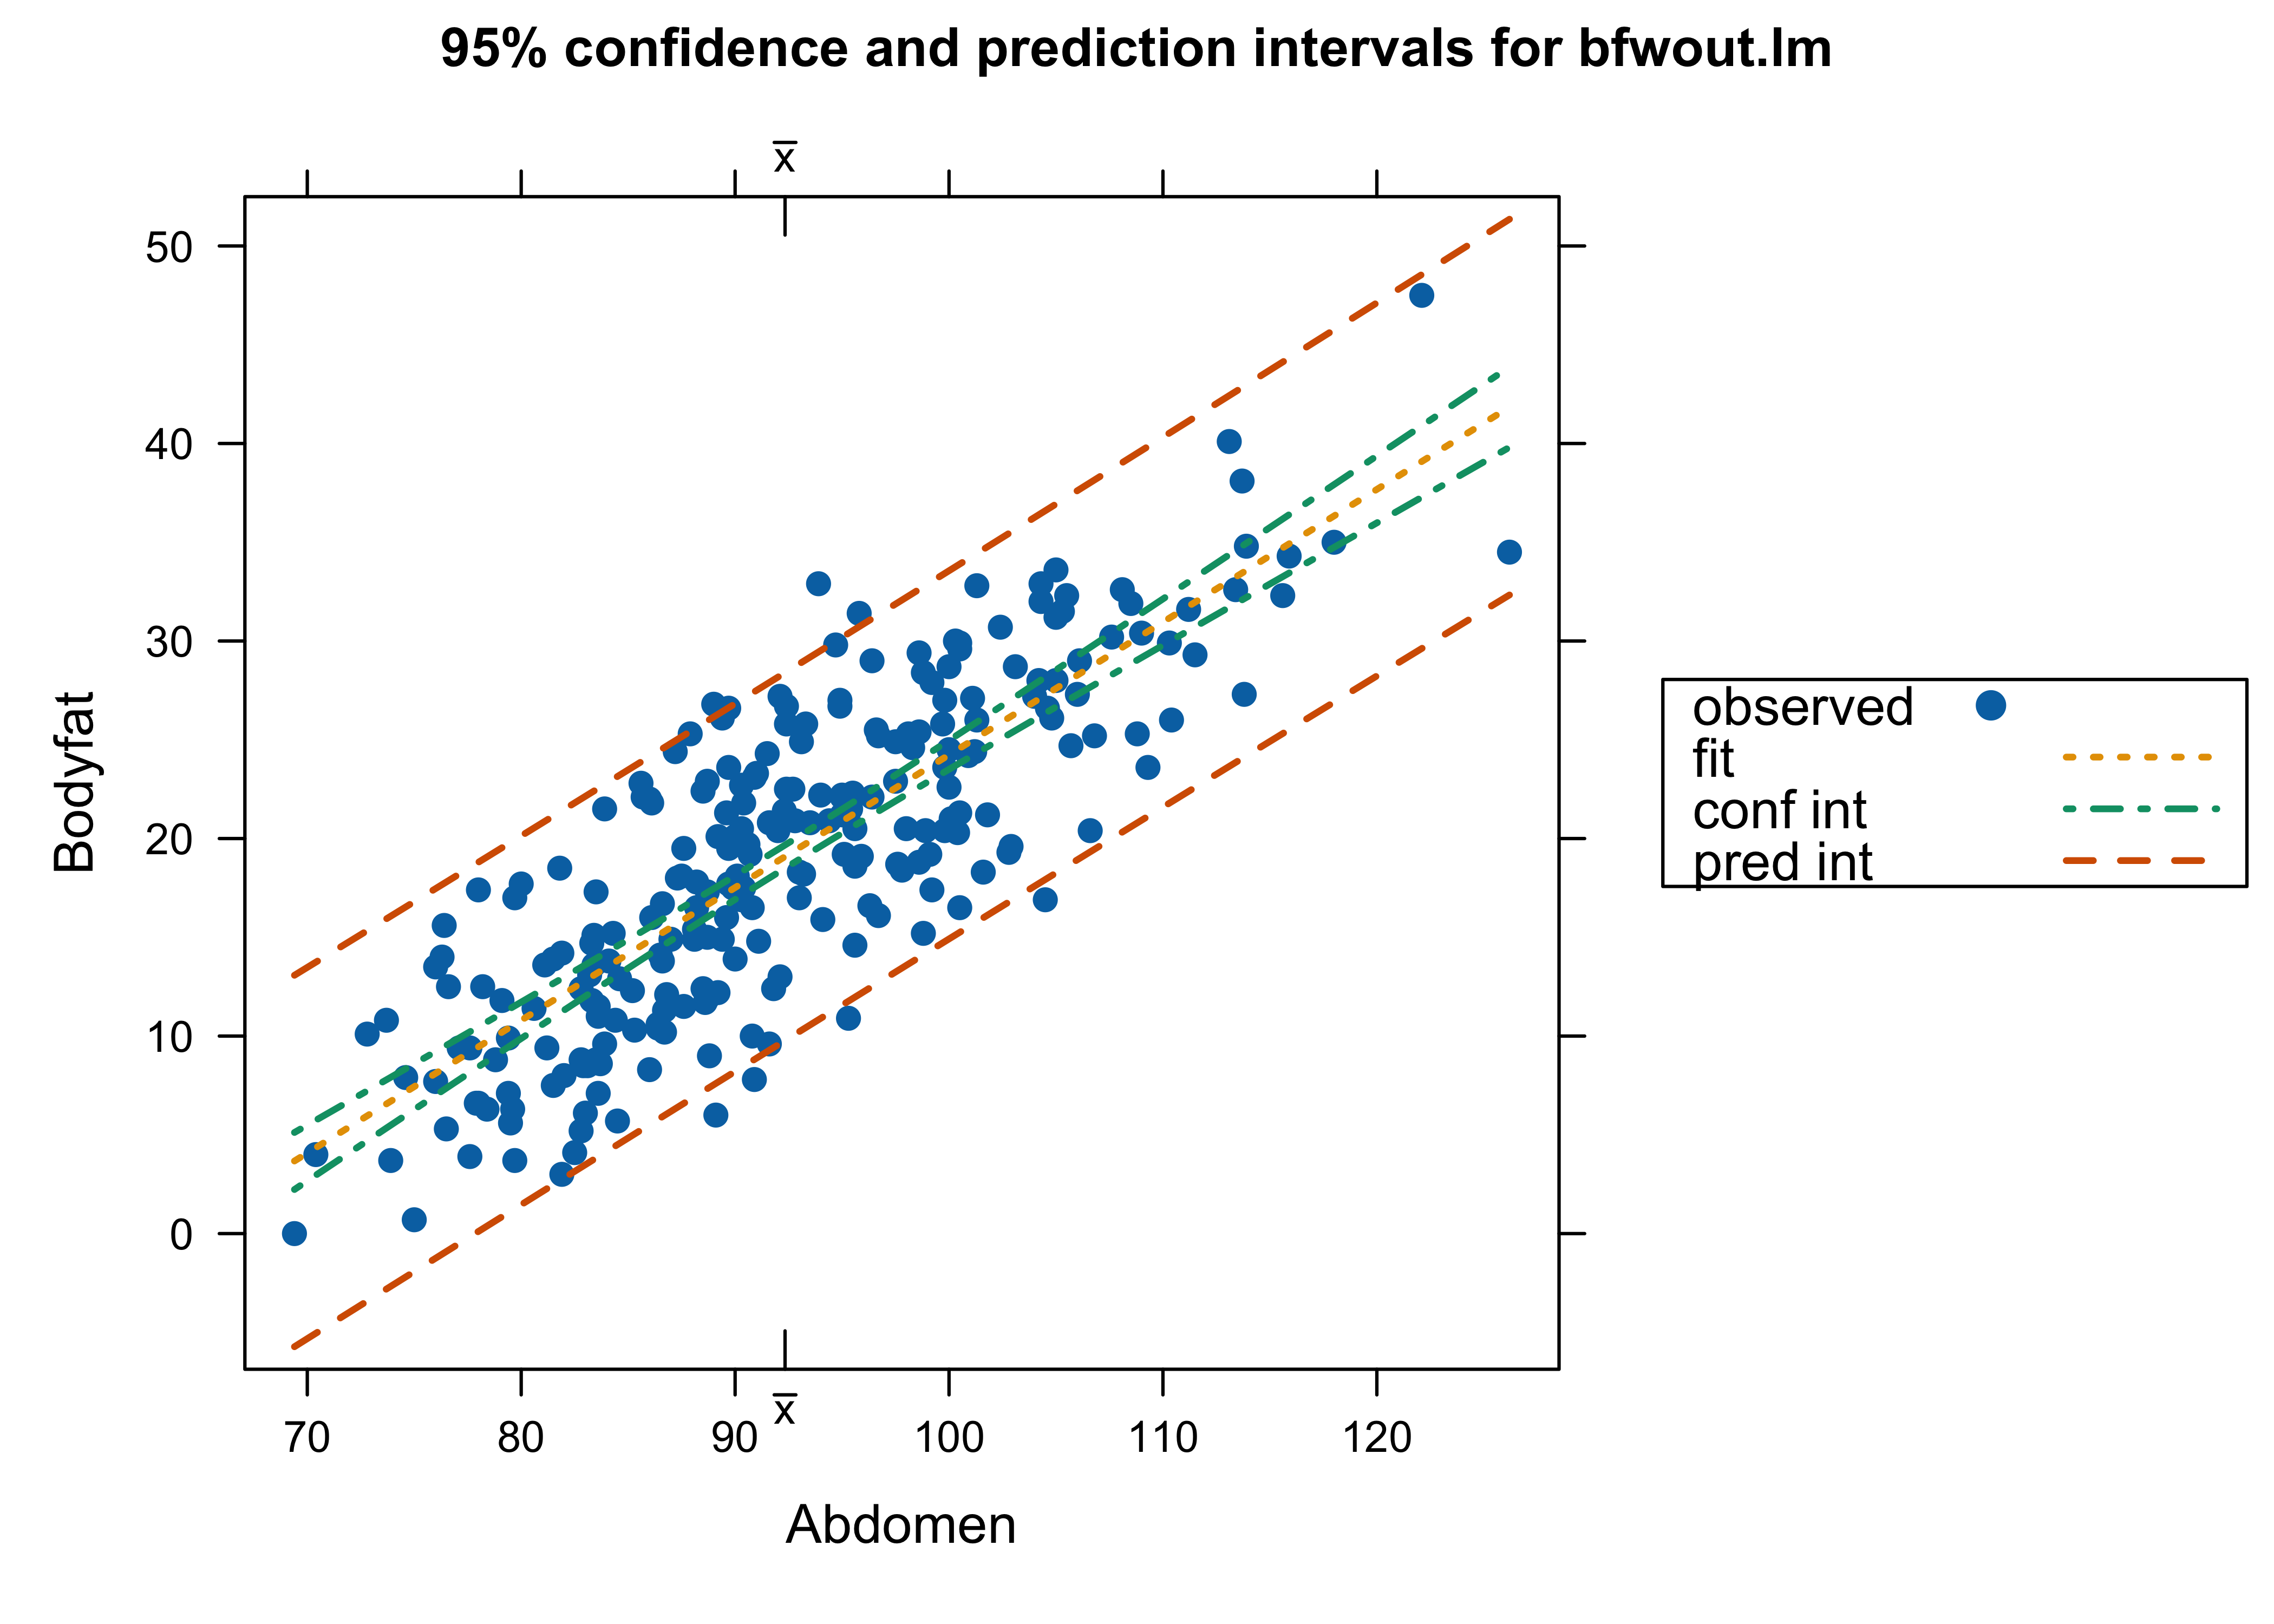 95% confidence and prediction intervals for bfwout.lm
x̅
50
40
30
20
10
0
Bodyfat
70 80 90 x̅ 100 110 120
Abdomen
observed
fit
conf int
pred int